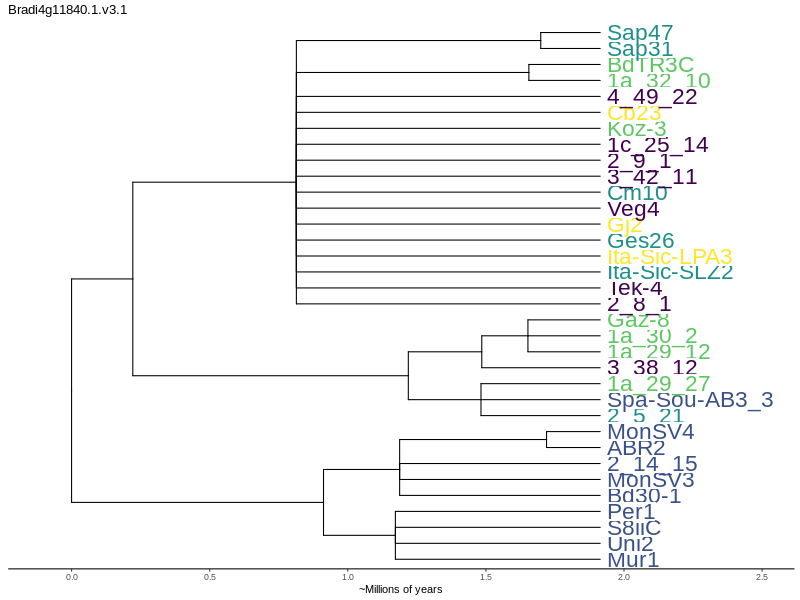 Bradi4g11840.1.v3.1
Sap47
Sap31
BdTR3C
1a_32_10
4_49_22
Cb23
Koz-3
1c_25_14
2_9_1
3_42_11
Cm10
Veg4
Gj2
Ges26
Ita-Sic-LPA3
Ita-Sic-SLZ2
Tek-4
2_8_1
Gaz-8
1a_30_2
1a_29_12
3_38_12
1a_29_27
Spa-Sou-AB3_3
2_5_21
MonSV4
ABR2
2_14_15
MonSV3
Bd30-1
Per1
S8iiC
Uni2
Mur1
0.0 0.5 1.0 1.5 2.0 2.5
~Millions of years